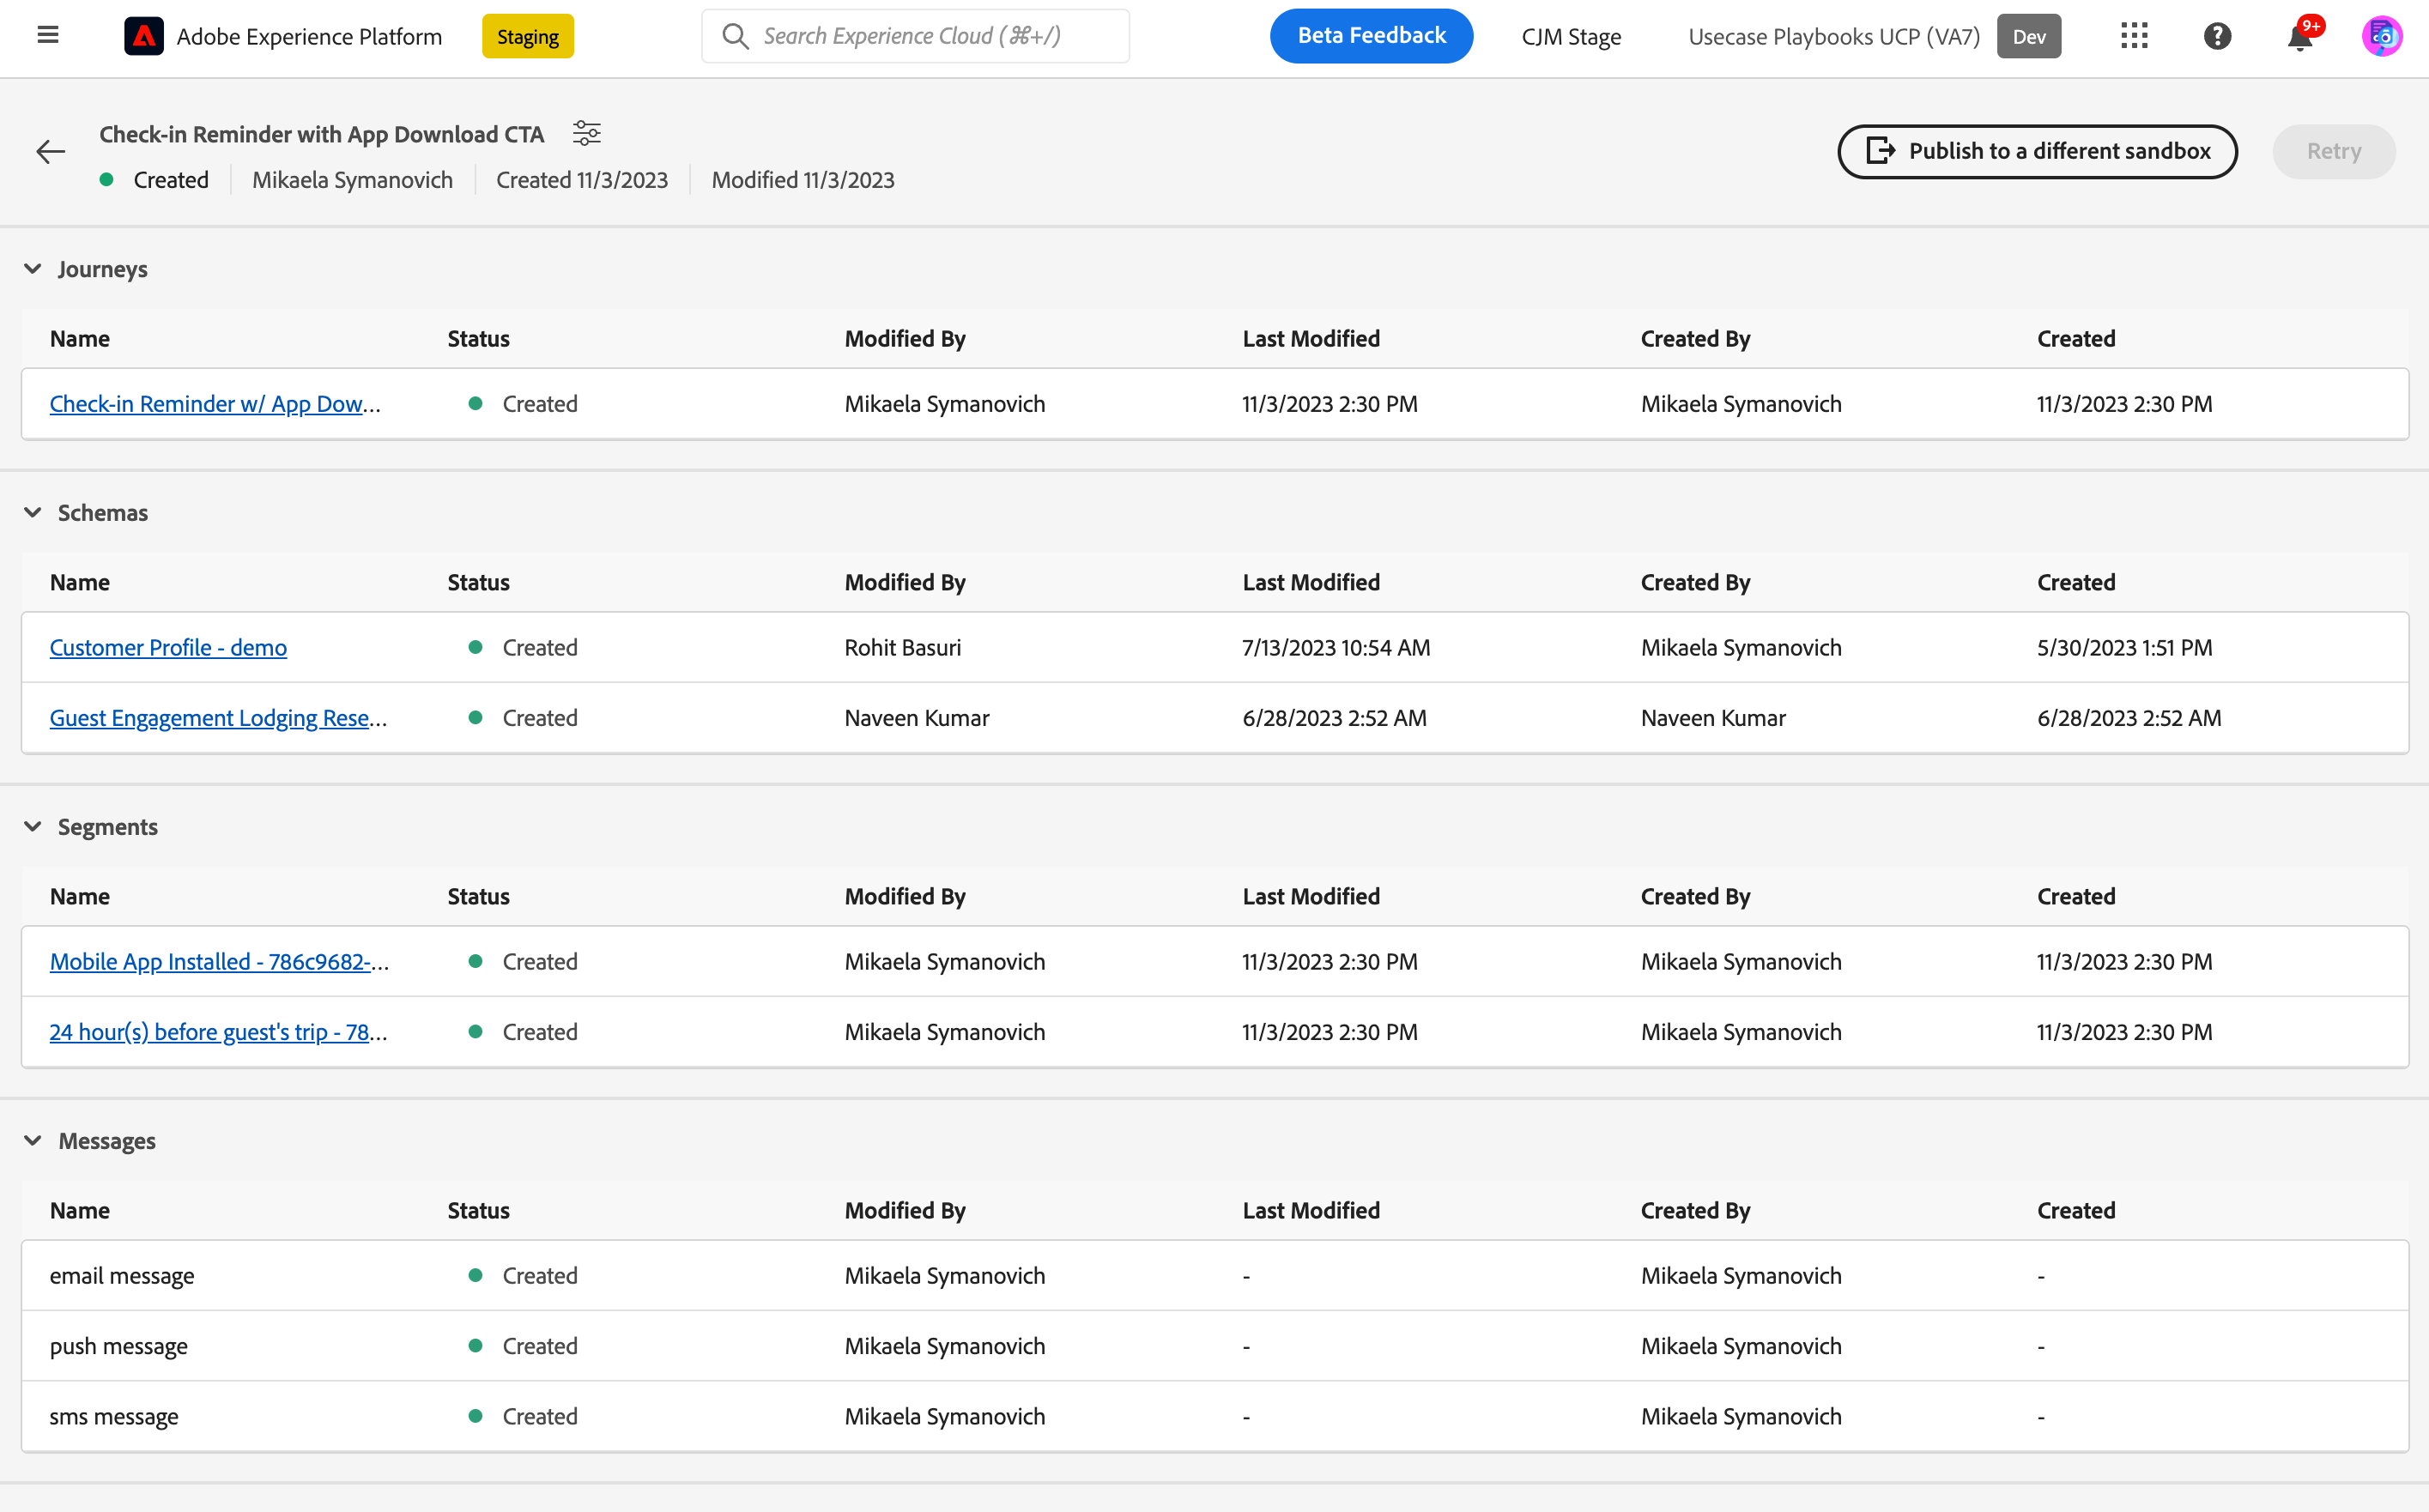 Adobe Experience Platform Staging Search Experience Cloud (⌘+/) Beta Feedback CJM Stage Usecase Playbooks UCP (VA7) Dev 9+
Check-in Reminder with App Download CTA
Created Mikaela Symanovich Created 11/3/2023 Modified 11/3/2023
Publish to a different sandbox Retry
Journeys
Name Status Modified By Last Modified Created By Created
Check-in Reminder w/ App Dow... Created Mikaela Symanovich 11/3/2023 2:30 PM Mikaela Symanovich 11/3/2023 2:30 PM
Schemas
Name Status Modified By Last Modified Created By Created
Customer Profile - demo Created Rohit Basuri 7/13/2023 10:54 AM Mikaela Symanovich 5/30/2023 1:51 PM
Guest Engagement Lodging Rese... Created Naveen Kumar 6/28/2023 2:52 AM Naveen Kumar 6/28/2023 2:52 AM
Segments
Name Status Modified By Last Modified Created By Created
Mobile App Installed - 786c9682-... Created Mikaela Symanovich 11/3/2023 2:30 PM Mikaela Symanovich 11/3/2023 2:30 PM
24 hour(s) before guest's trip - 78... Created Mikaela Symanovich 11/3/2023 2:30 PM Mikaela Symanovich 11/3/2023 2:30 PM
Messages
Name Status Modified By Last Modified Created By Created
email message Created Mikaela Symanovich - Mikaela Symanovich -
push message Created Mikaela Symanovich - Mikaela Symanovich -
sms message Created Mikaela Symanovich - Mikaela Symanovich -